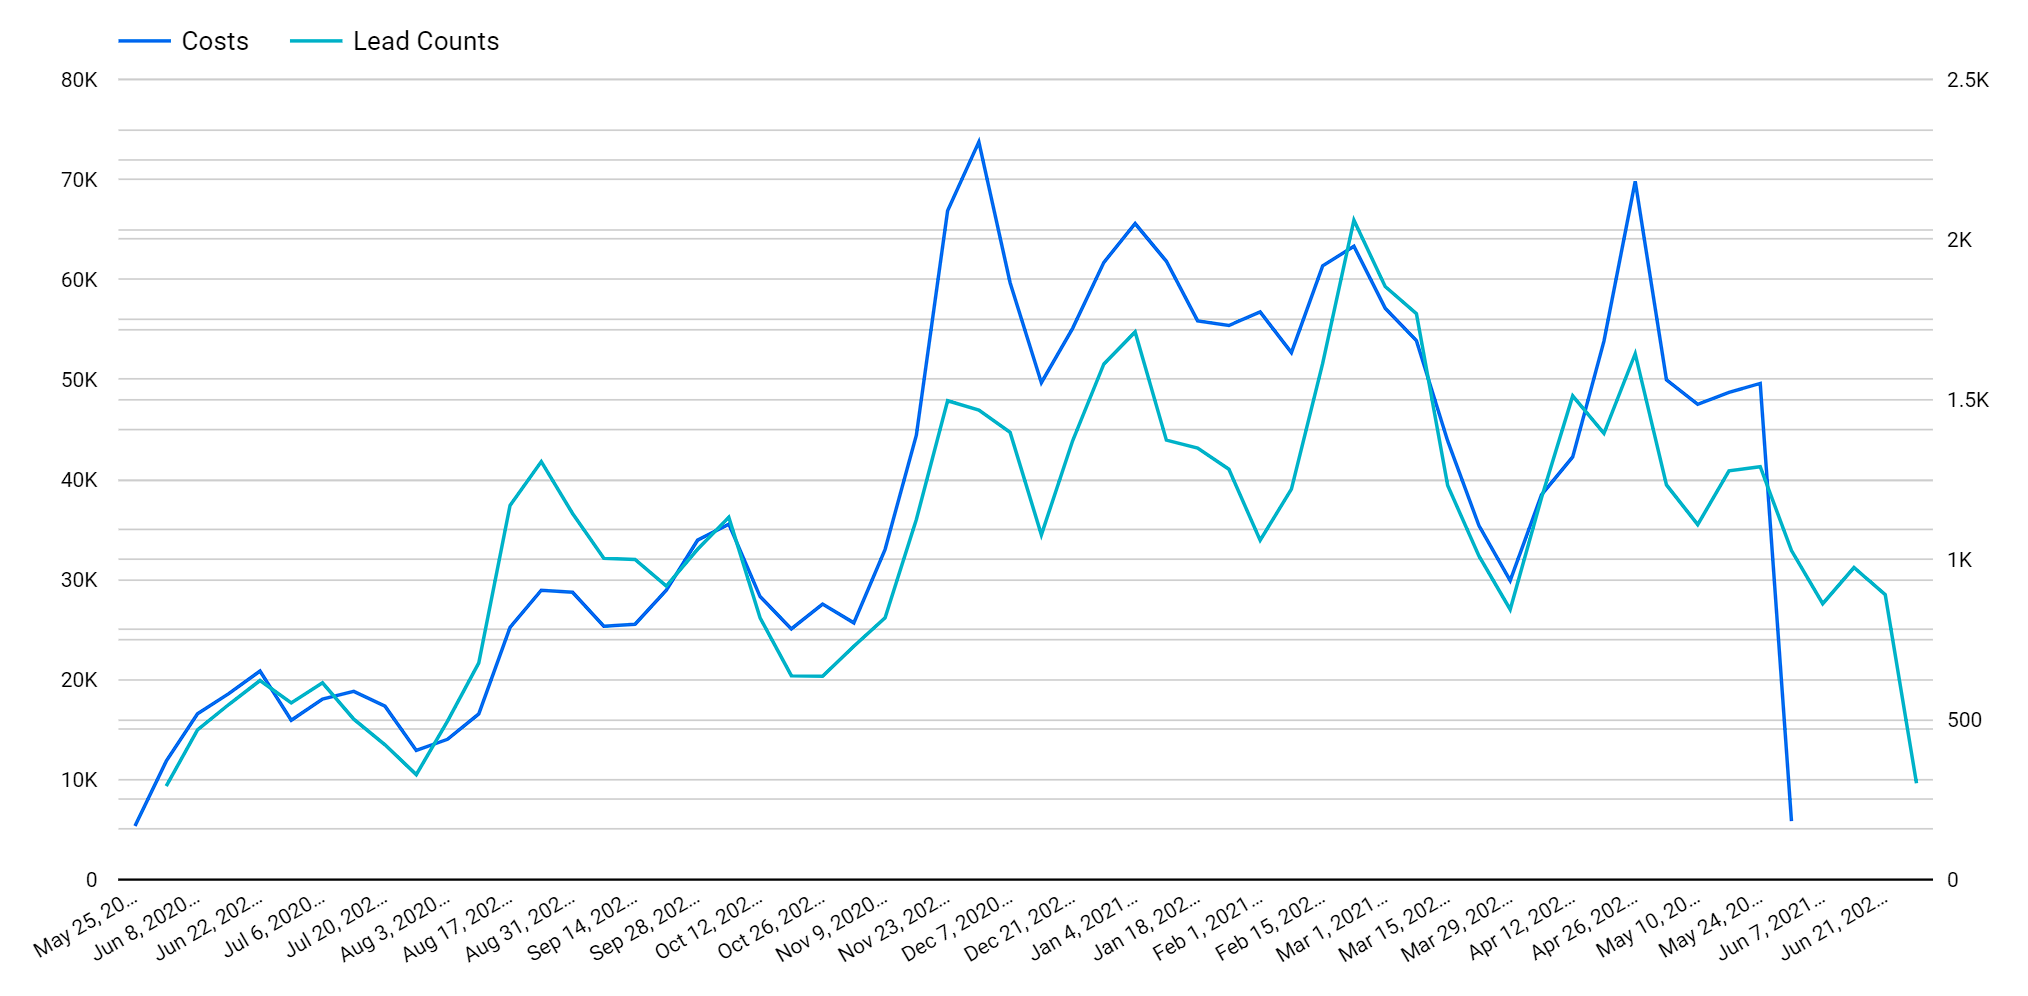 Costs Lead Counts
80K 2.5K
70K
2K
60K
50K
1.5K
40K
1K
30K
20K
500
10K
0 0
May 25, 20...
Jun 8, 2020...
Jun 22, 202...
Jul 6, 2020...
Jul 20, 202...
Aug 3, 2020...
Aug 17, 202...
Aug 31, 202...
Sep 14, 202...
Sep 28, 202...
Oct 12, 202...
Oct 26, 202...
Nov 9, 2020...
Nov 23, 202...
Dec 7, 2020...
Dec 21, 202...
Jan 4, 2021...
Jan 18, 202...
Feb 1, 2021...
Feb 15, 202...
Mar 1, 2021...
Mar 15, 202...
Mar 29, 202...
Apr 12, 202...
Apr 26, 202...
May 10, 20...
May 24, 20...
Jun 7, 2021...
Jun 21, 202...